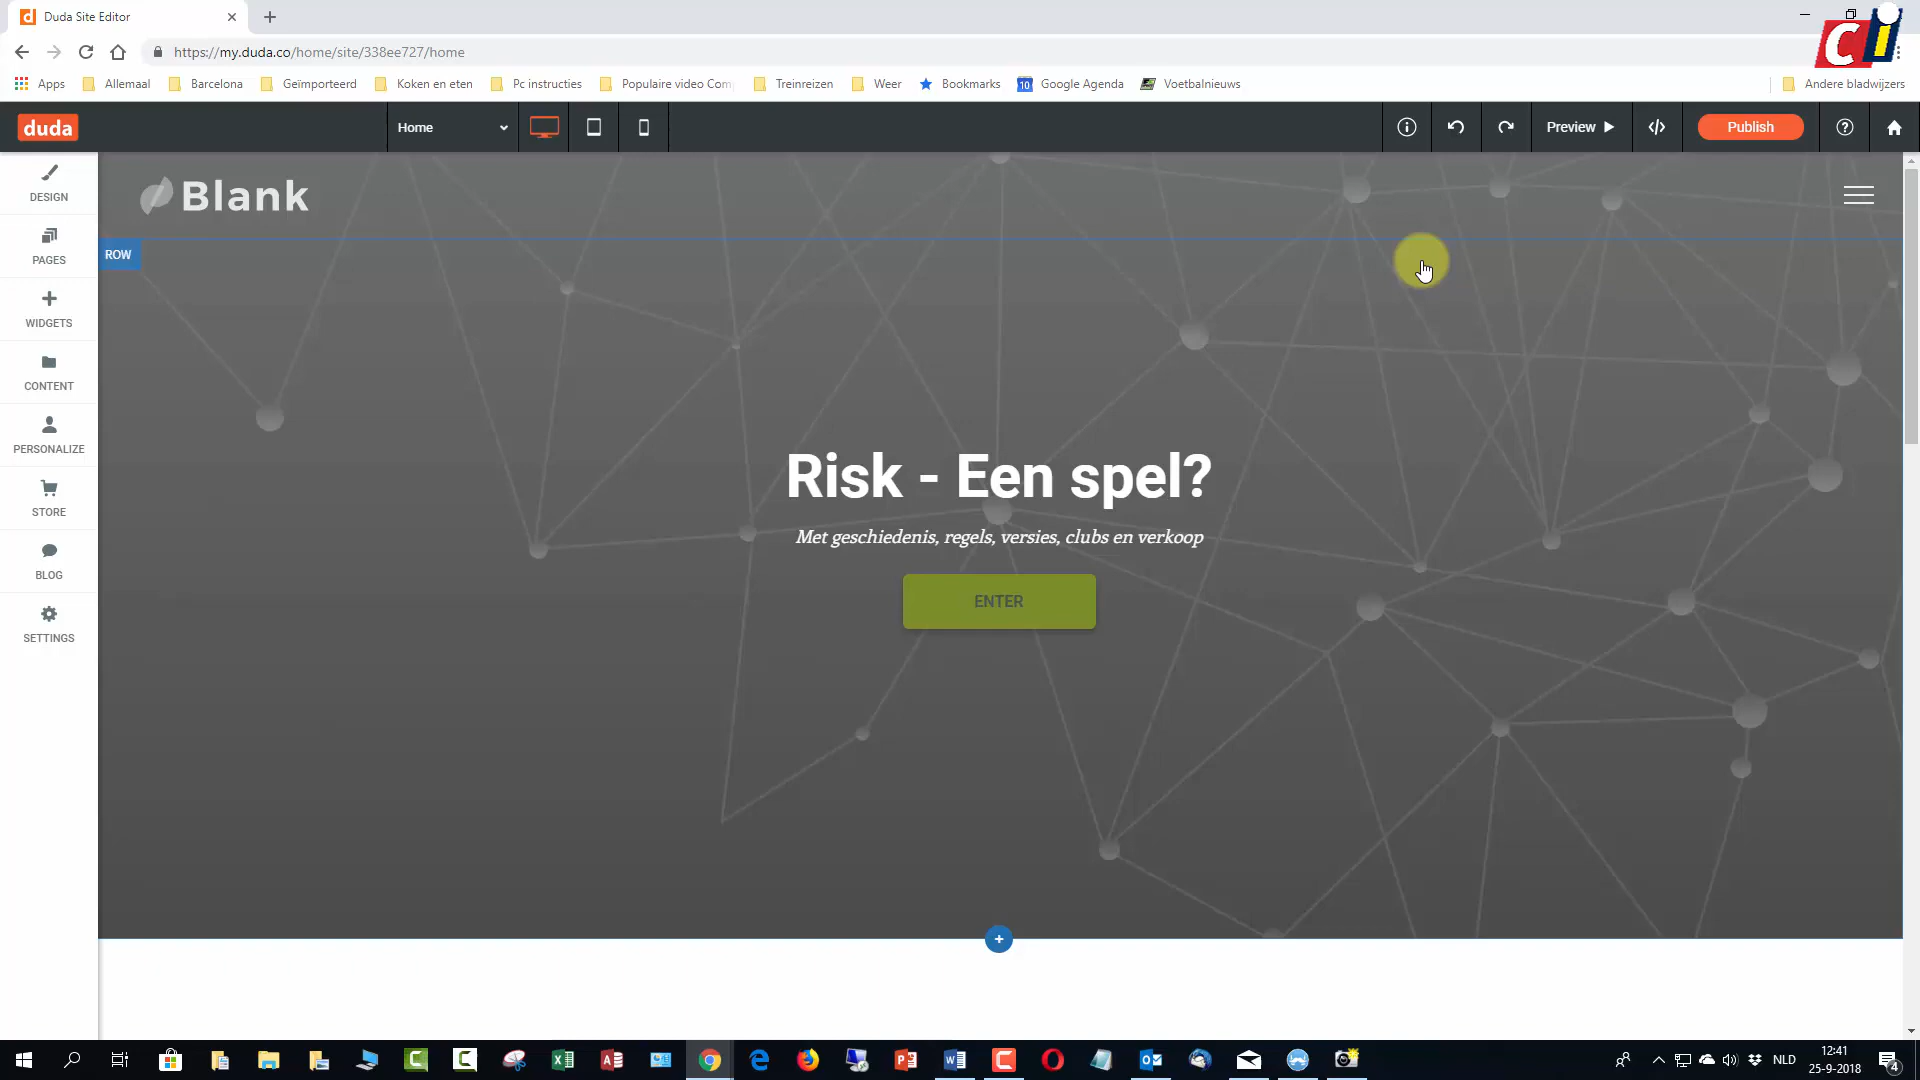 Duda Site Editor
https://my.duda.co/home/site/338ee727/home
Apps Allemaal Barcelona Geïmporteerd Koken en eten Pc instructies Populaire video Com Treinreizen Weer Bookmarks 10 Google Agenda Voetbalnieuws Andere bladwijzers
Ci
duda Home Preview Publish
DESIGN
PAGES
WIDGETS
CONTENT
PERSONALIZE
STORE
BLOG
SETTINGS
Blank
ROW
Risk - Een spel?
Met geschiedenis, regels, versies, clubs en verkoop
ENTER
NLD
12:41
25-9-2018
4